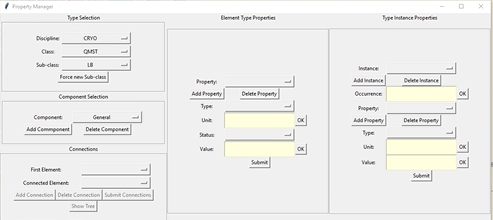 Property Manager
Type Selection
Discipline: CRYO
Class: QMST
Sub-class: LB
Force new Sub-class
Component Selection
Component: General
Add Commponent Delete Component
Connections
First Element:
Connected Element:
Add Connection Delete Connection Submit Connections
Show Tree
Element Type Properties
Property:
Add Property Delete Property
Type:
Unit: OK
Status:
Value: OK
Submit
Type Instance Properties
Instance:
Add Instance Delete Instance
Occurrence: OK
Property:
Add Property Delete Property
Type:
Unit: OK
Value: OK
Submit